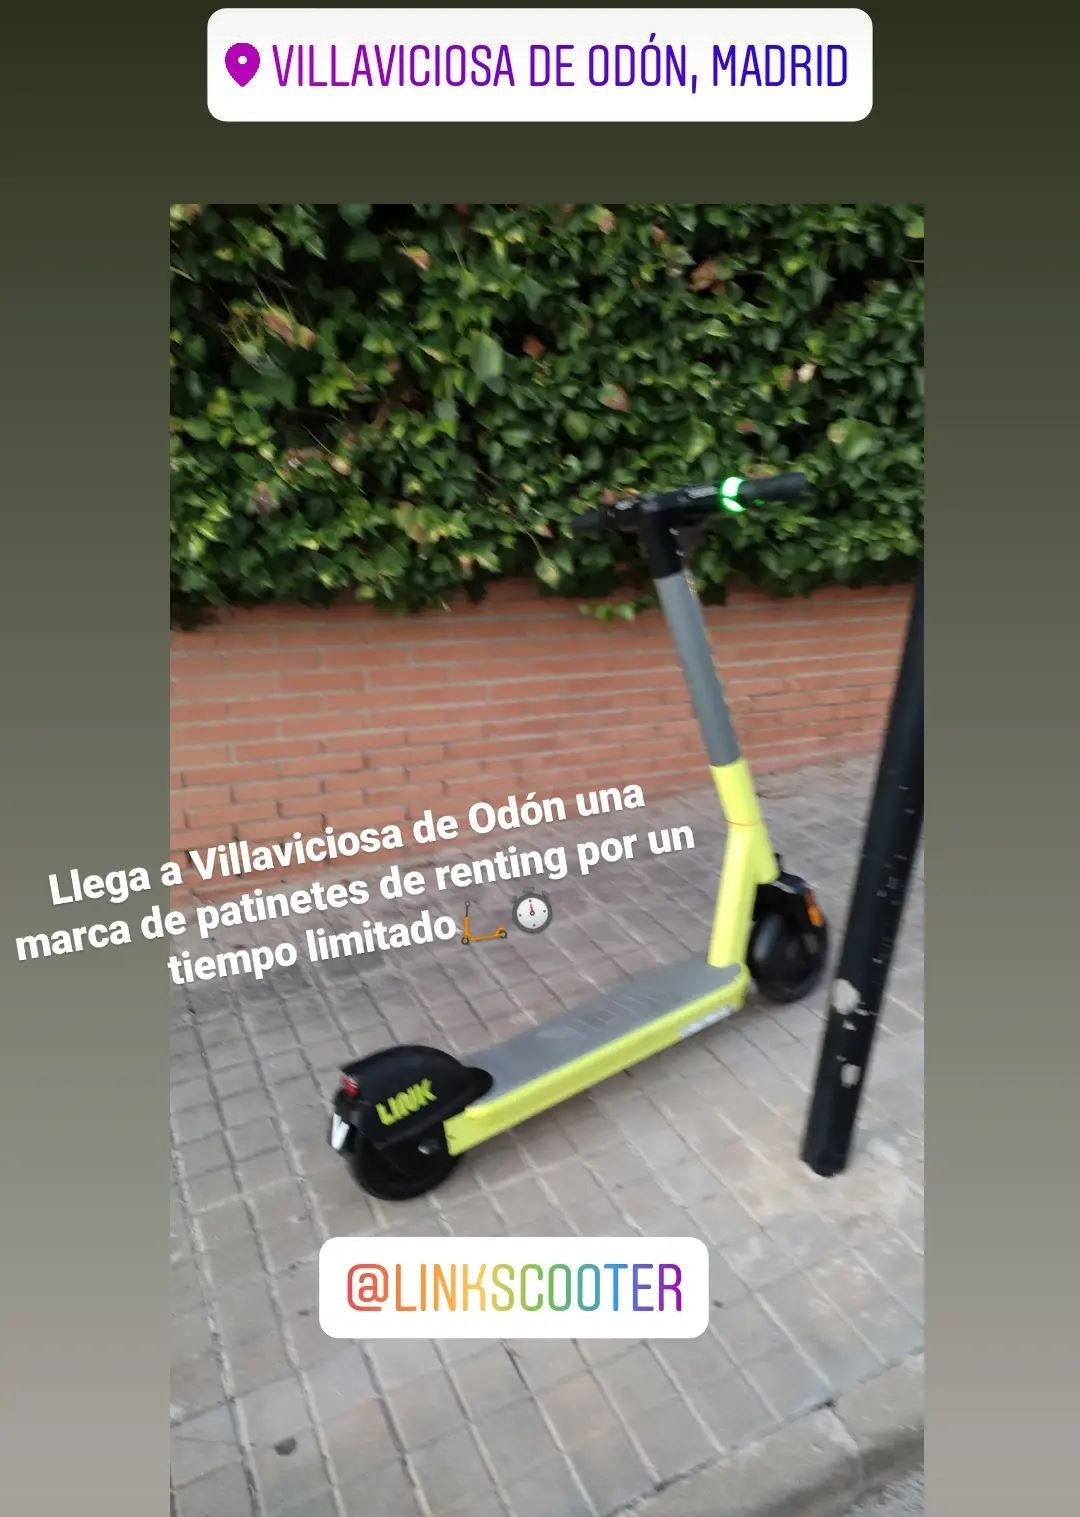 VILLAVICIOSA DE ODÓN, MADRID
Llega a Villaviciosa de Odón una
marca de patinetes de renting por un
tiempo limitado
LINK
@LINKSCOOTER